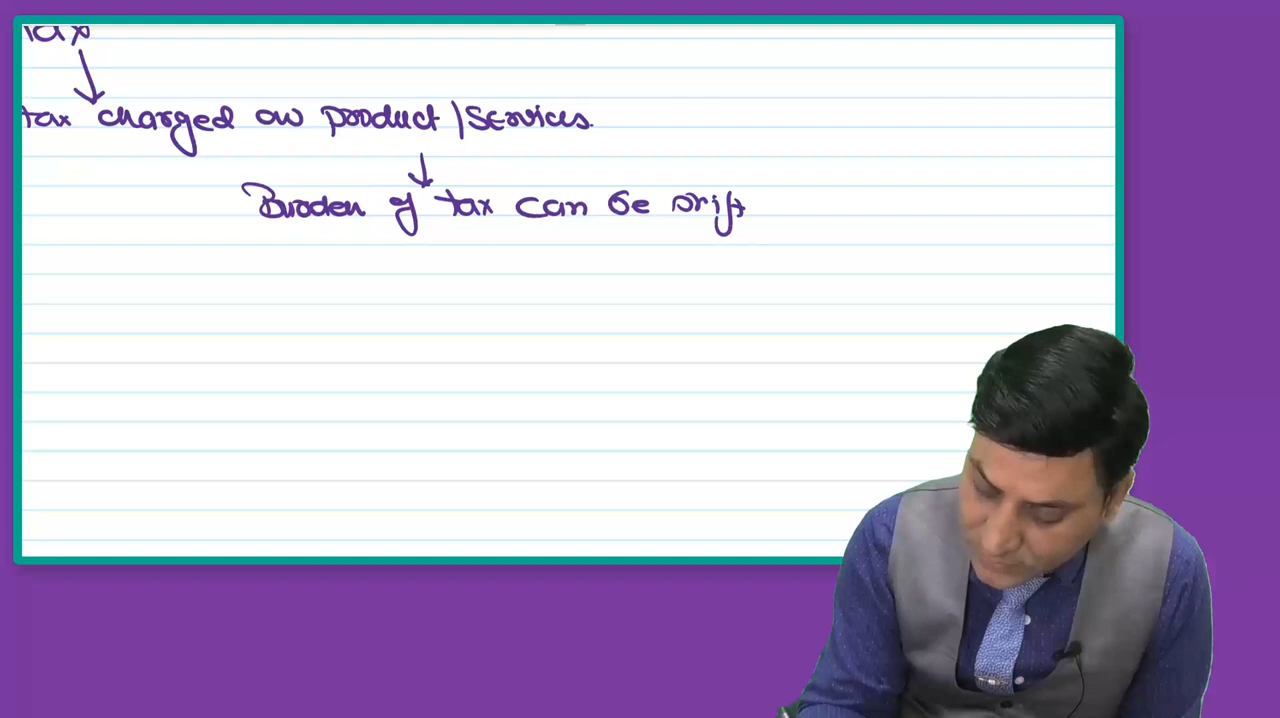 Tax
tax charged on product/Services.
Burden of tax can be shift